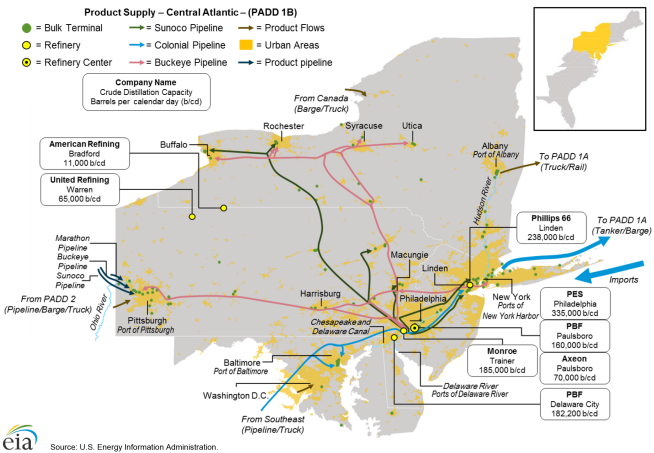 Product Supply – Central Atlantic – (PADD 1B)
= Bulk Terminal
= Sunoco Pipeline
= Product Flows
= Refinery
= Colonial Pipeline
= Urban Areas
= Refinery Center
= Buckeye Pipeline
= Product pipeline
Company Name
Crude Distillation Capacity
Barrels per calendar day (b/cd)
From Canada
(Barge/Truck)
Rochester
Syracuse
Utica
Buffalo
Albany
Port of Albany
To PADD 1A
(Truck/Rail)
American Refining
Bradford
11,000 b/cd
United Refining
Warren
65,000 b/cd
Hudson River
Phillips 66
Linden
238,000 b/cd
To PADD 1A
(Tanker/Barge)
Marathon
Pipeline
Buckeye
Pipeline
Sunoco
Pipeline
From PADD 2
(Pipeline/Barge/Truck)
Ohio River
Pittsburgh
Port of Pittsburgh
Harrisburg
Macungie
Linden
Philadelphia
New York
Ports of
New York Harbor
Imports
PES
Philadelphia
335,000 b/cd
PBF
Paulsboro
160,000 b/cd
Axeon
Paulsboro
70,000 b/cd
PBF
Delaware City
182,200 b/cd
Monroe
Trainer
185,000 b/cd
Chesapeake and
Delaware Canal
Baltimore
Port of Baltimore
Washington D.C.
Delaware River
Ports of Delaware River
From Southeast
(Pipeline/Truck)
eia
Source: U.S. Energy Information Administration.